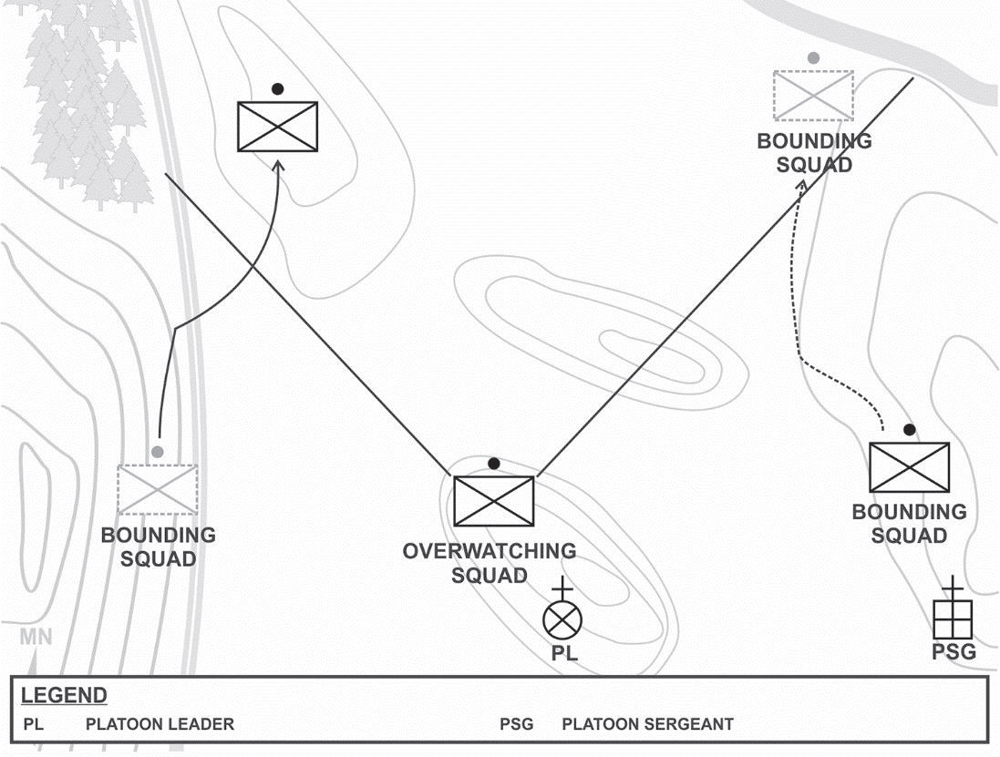 BOUNDING
SQUAD
BOUNDING
SQUAD
BOUNDING
SQUAD
OVERWATCHING
SQUAD
PL
PSG
MN
LEGEND
PL PLATOON LEADER PSG PLATOON SERGEANT